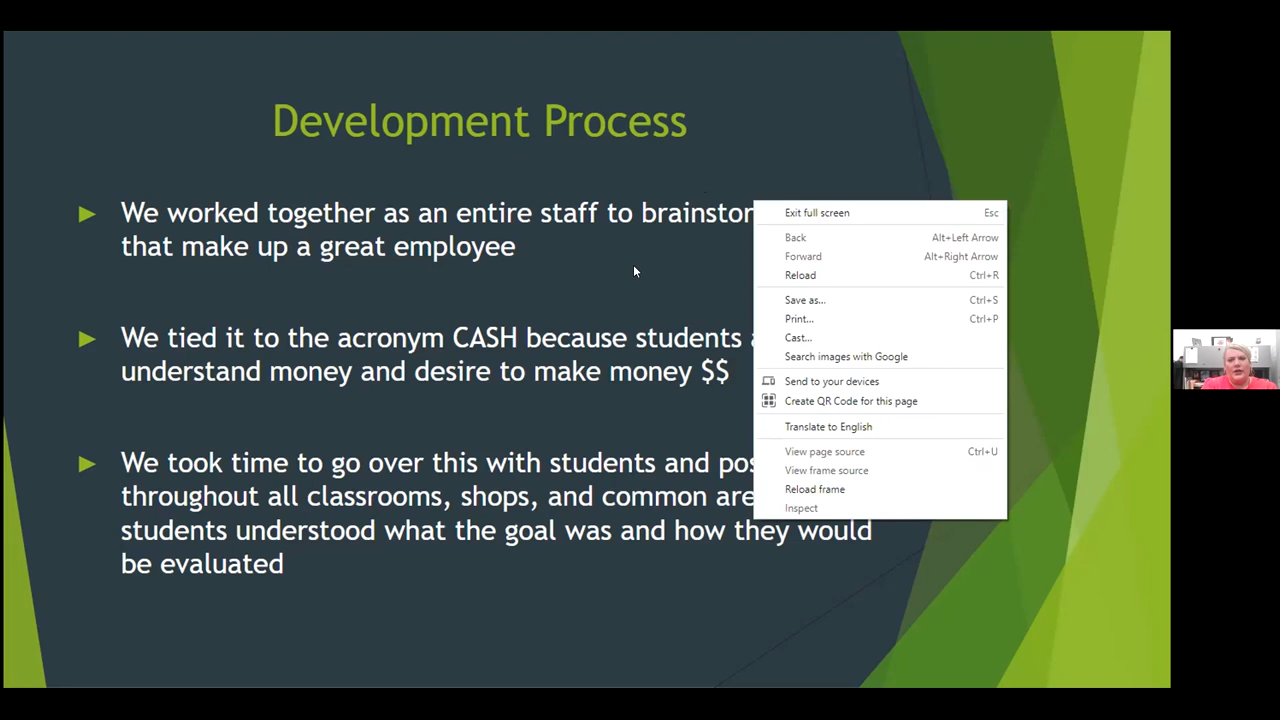 Development Process
► We worked together as an entire staff to brainstor
that make up a great employee
► We tied it to the acronym CASH because students
understand money and desire to make money $$
► We took time to go over this with students and pos
throughout all classrooms, shops, and common are
students understood what the goal was and how they would
be evaluated
Exit full screen Esc
Back Alt+Left Arrow
Forward Alt+Right Arrow
Reload Ctrl+R
Save as... Ctrl+S
Print... Ctrl+P
Cast...
Search images with Google
Send to your devices
Create QR Code for this page
Translate to English
View page source Ctrl+U
View frame source
Reload frame
Inspect